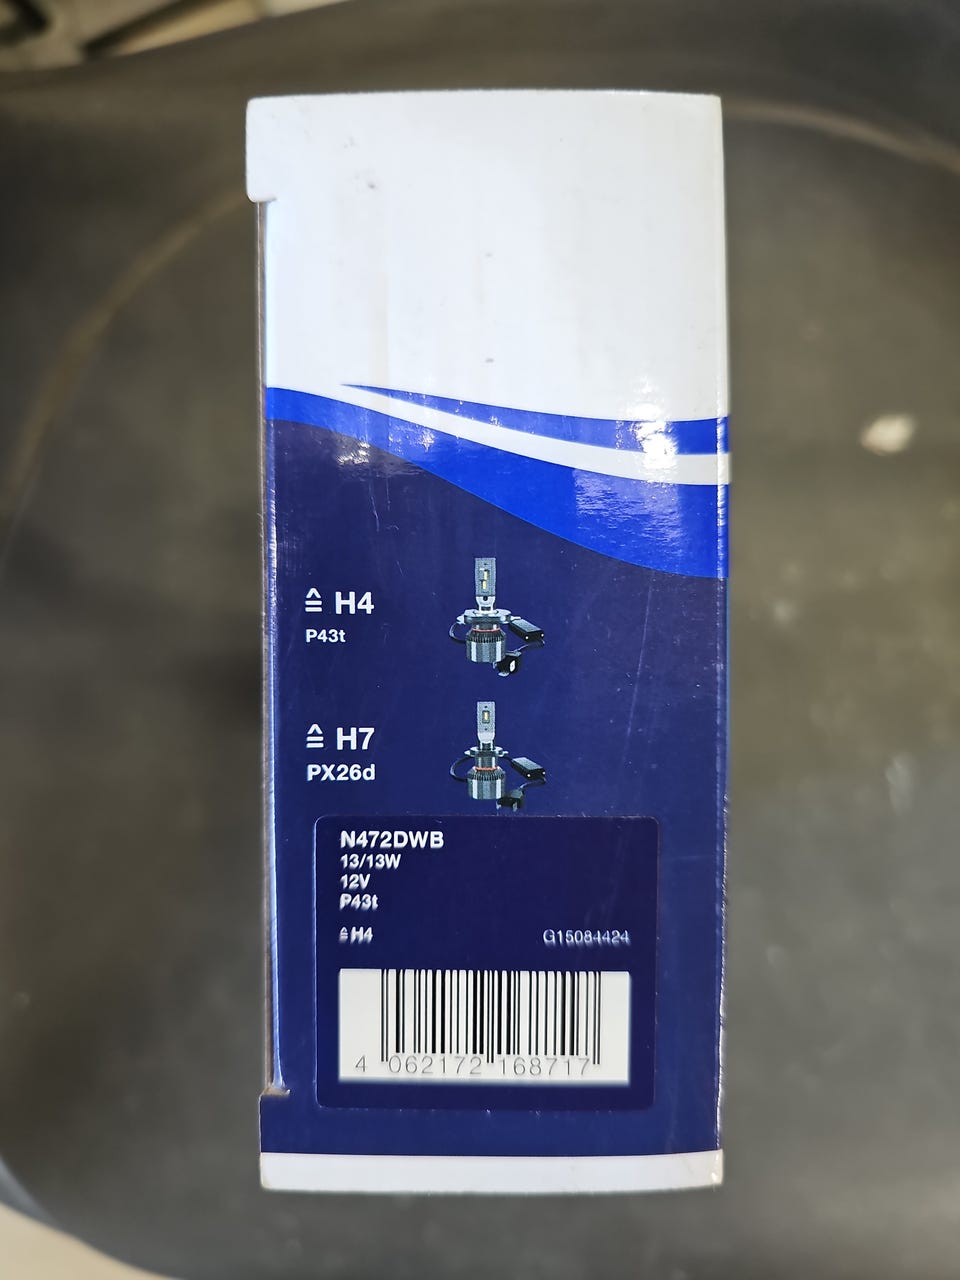 ≙ H4
P43t
≙ H7
PX26d
N472DWB
13/13W
12V
P43t
≙ H4
G15084424
4 062172 168717